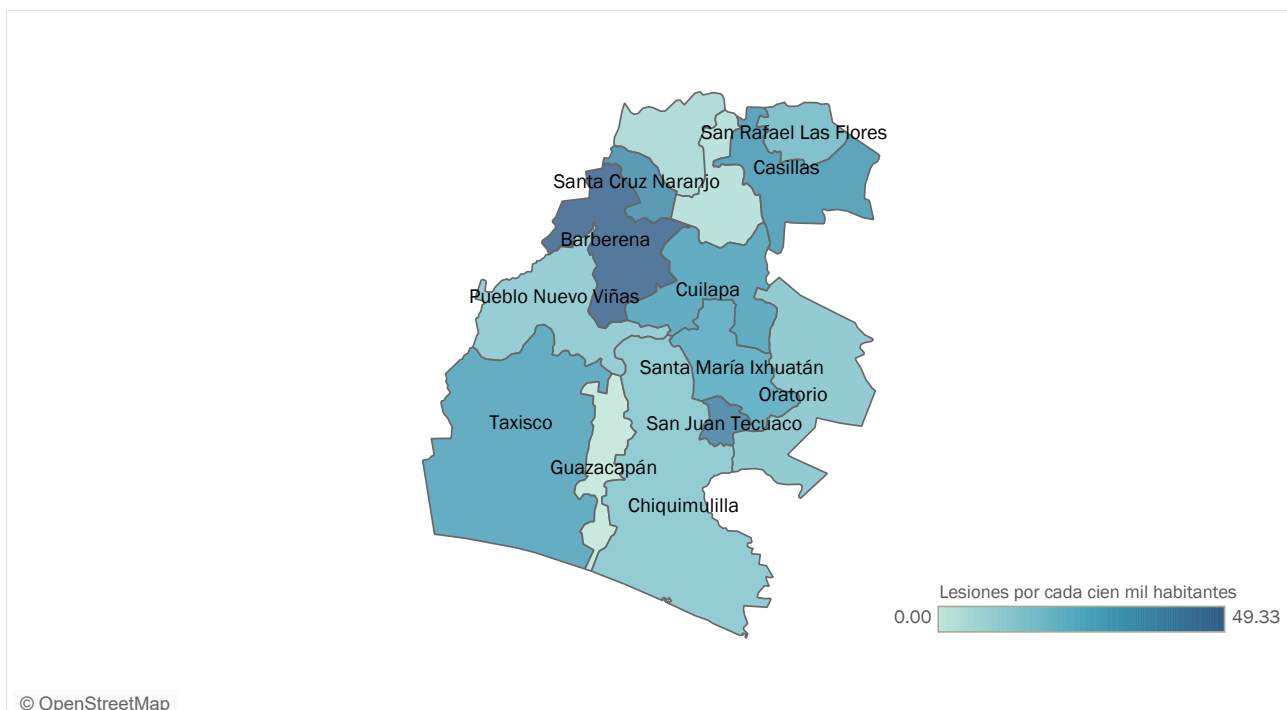 San Rafael Las Flores
Casillas
Santa Cruz Naranjo
Barberena
Cuilapa
Pueblo Nuevo Viñas
Santa María Ixhuatán
Oratorio
Taxisco
San Juan Tecuaco
Guazacapán
Chiquimulilla
Lesiones por cada cien mil habitantes
0.00 49.33
© OpenStreetMap